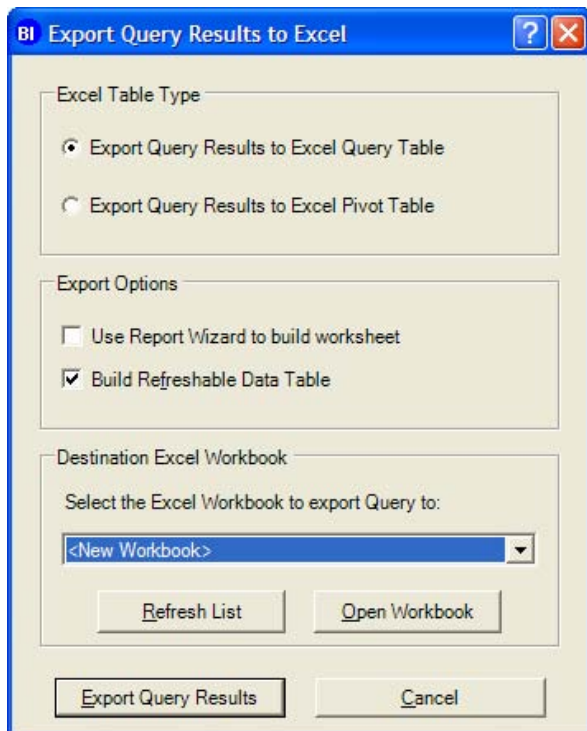 BI Export Query Results to Excel ?
Excel Table Type
Export Query Results to Excel Query Table
Export Query Results to Excel Pivot Table
Export Options
Use Report Wizard to build worksheet
Build Refreshable Data Table
Destination Excel Workbook
Select the Excel Workbook to export Query to:
<New Workbook>
Refresh List Open Workbook
Export Query Results Cancel